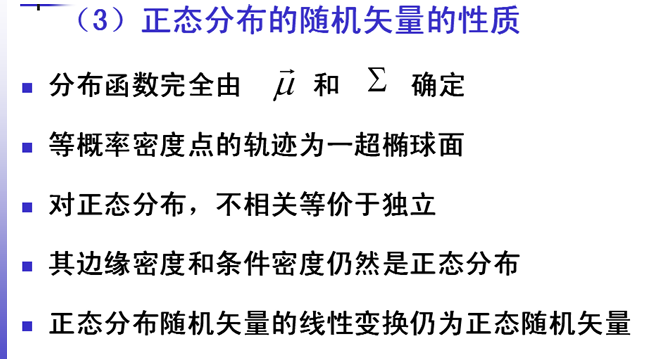 （3）正态分布的随机矢量的性质
分布函数完全由 $\vec{\mu}$ 和 Σ 确定
等概率密度点的轨迹为一超椭球面
对正态分布，不相关等价于独立
其边缘密度和条件密度仍然是正态分布
正态分布随机矢量的线性变换仍为正态随机矢量